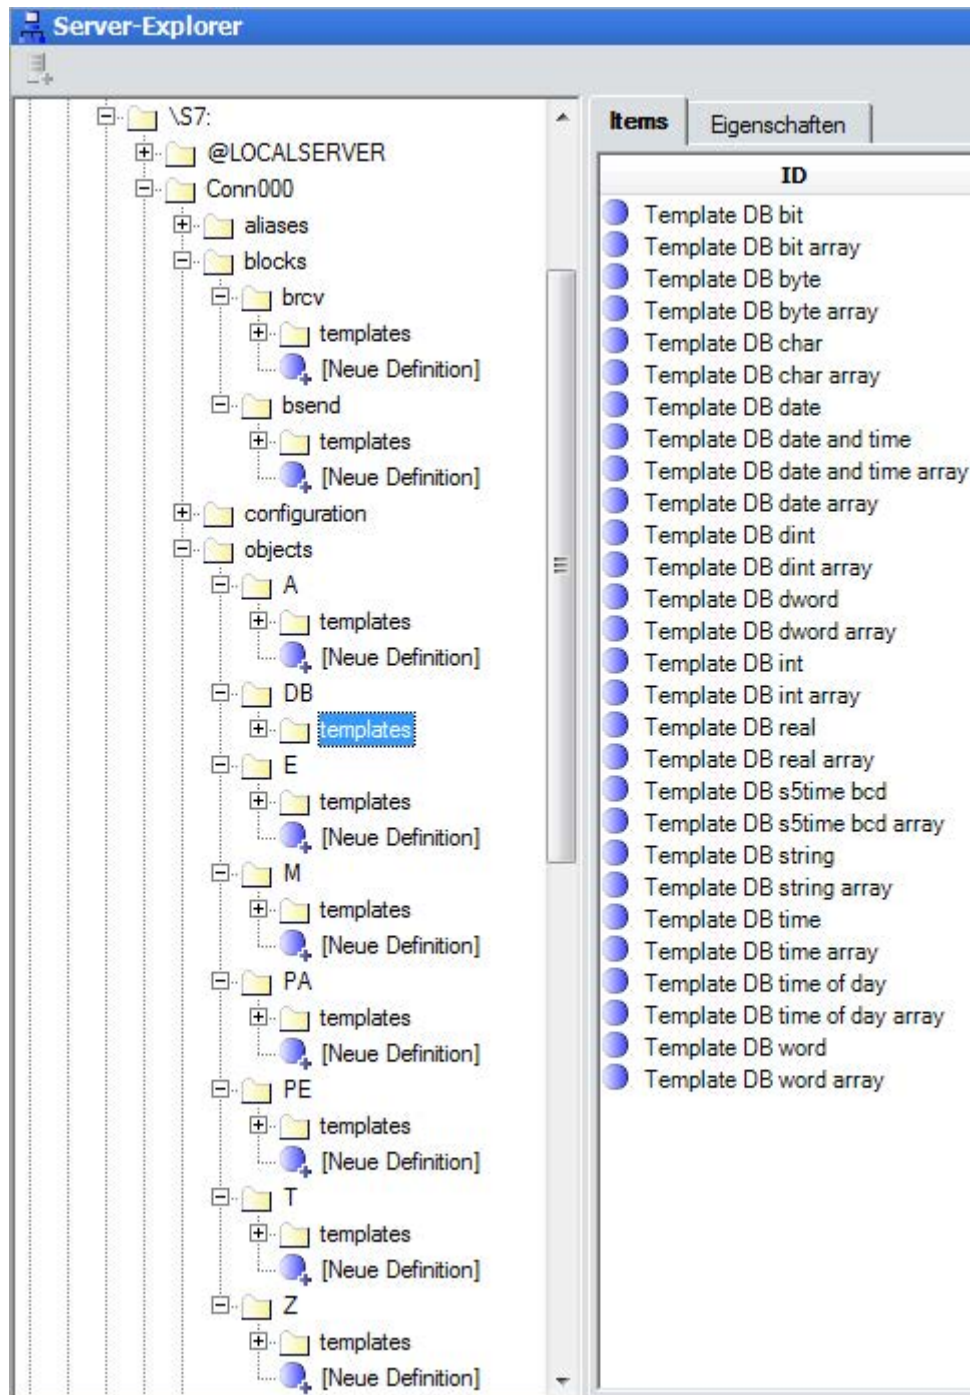 Server-Explorer
\S7:
@LOCALSERVER
Conn000
aliases
blocks
brcv
templates
[Neue Definition]
bsend
templates
[Neue Definition]
configuration
objects
A
templates
[Neue Definition]
DB
templates
E
templates
[Neue Definition]
M
templates
[Neue Definition]
PA
templates
[Neue Definition]
PE
templates
[Neue Definition]
T
templates
[Neue Definition]
Z
templates
[Neue Definition]
Items Eigenschaften
ID
Template DB bit
Template DB bit array
Template DB byte
Template DB byte array
Template DB char
Template DB char array
Template DB date
Template DB date and time
Template DB date and time array
Template DB date array
Template DB dint
Template DB dint array
Template DB dword
Template DB dword array
Template DB int
Template DB int array
Template DB real
Template DB real array
Template DB s5time bcd
Template DB s5time bcd array
Template DB string
Template DB string array
Template DB time
Template DB time array
Template DB time of day
Template DB time of day array
Template DB word
Template DB word array